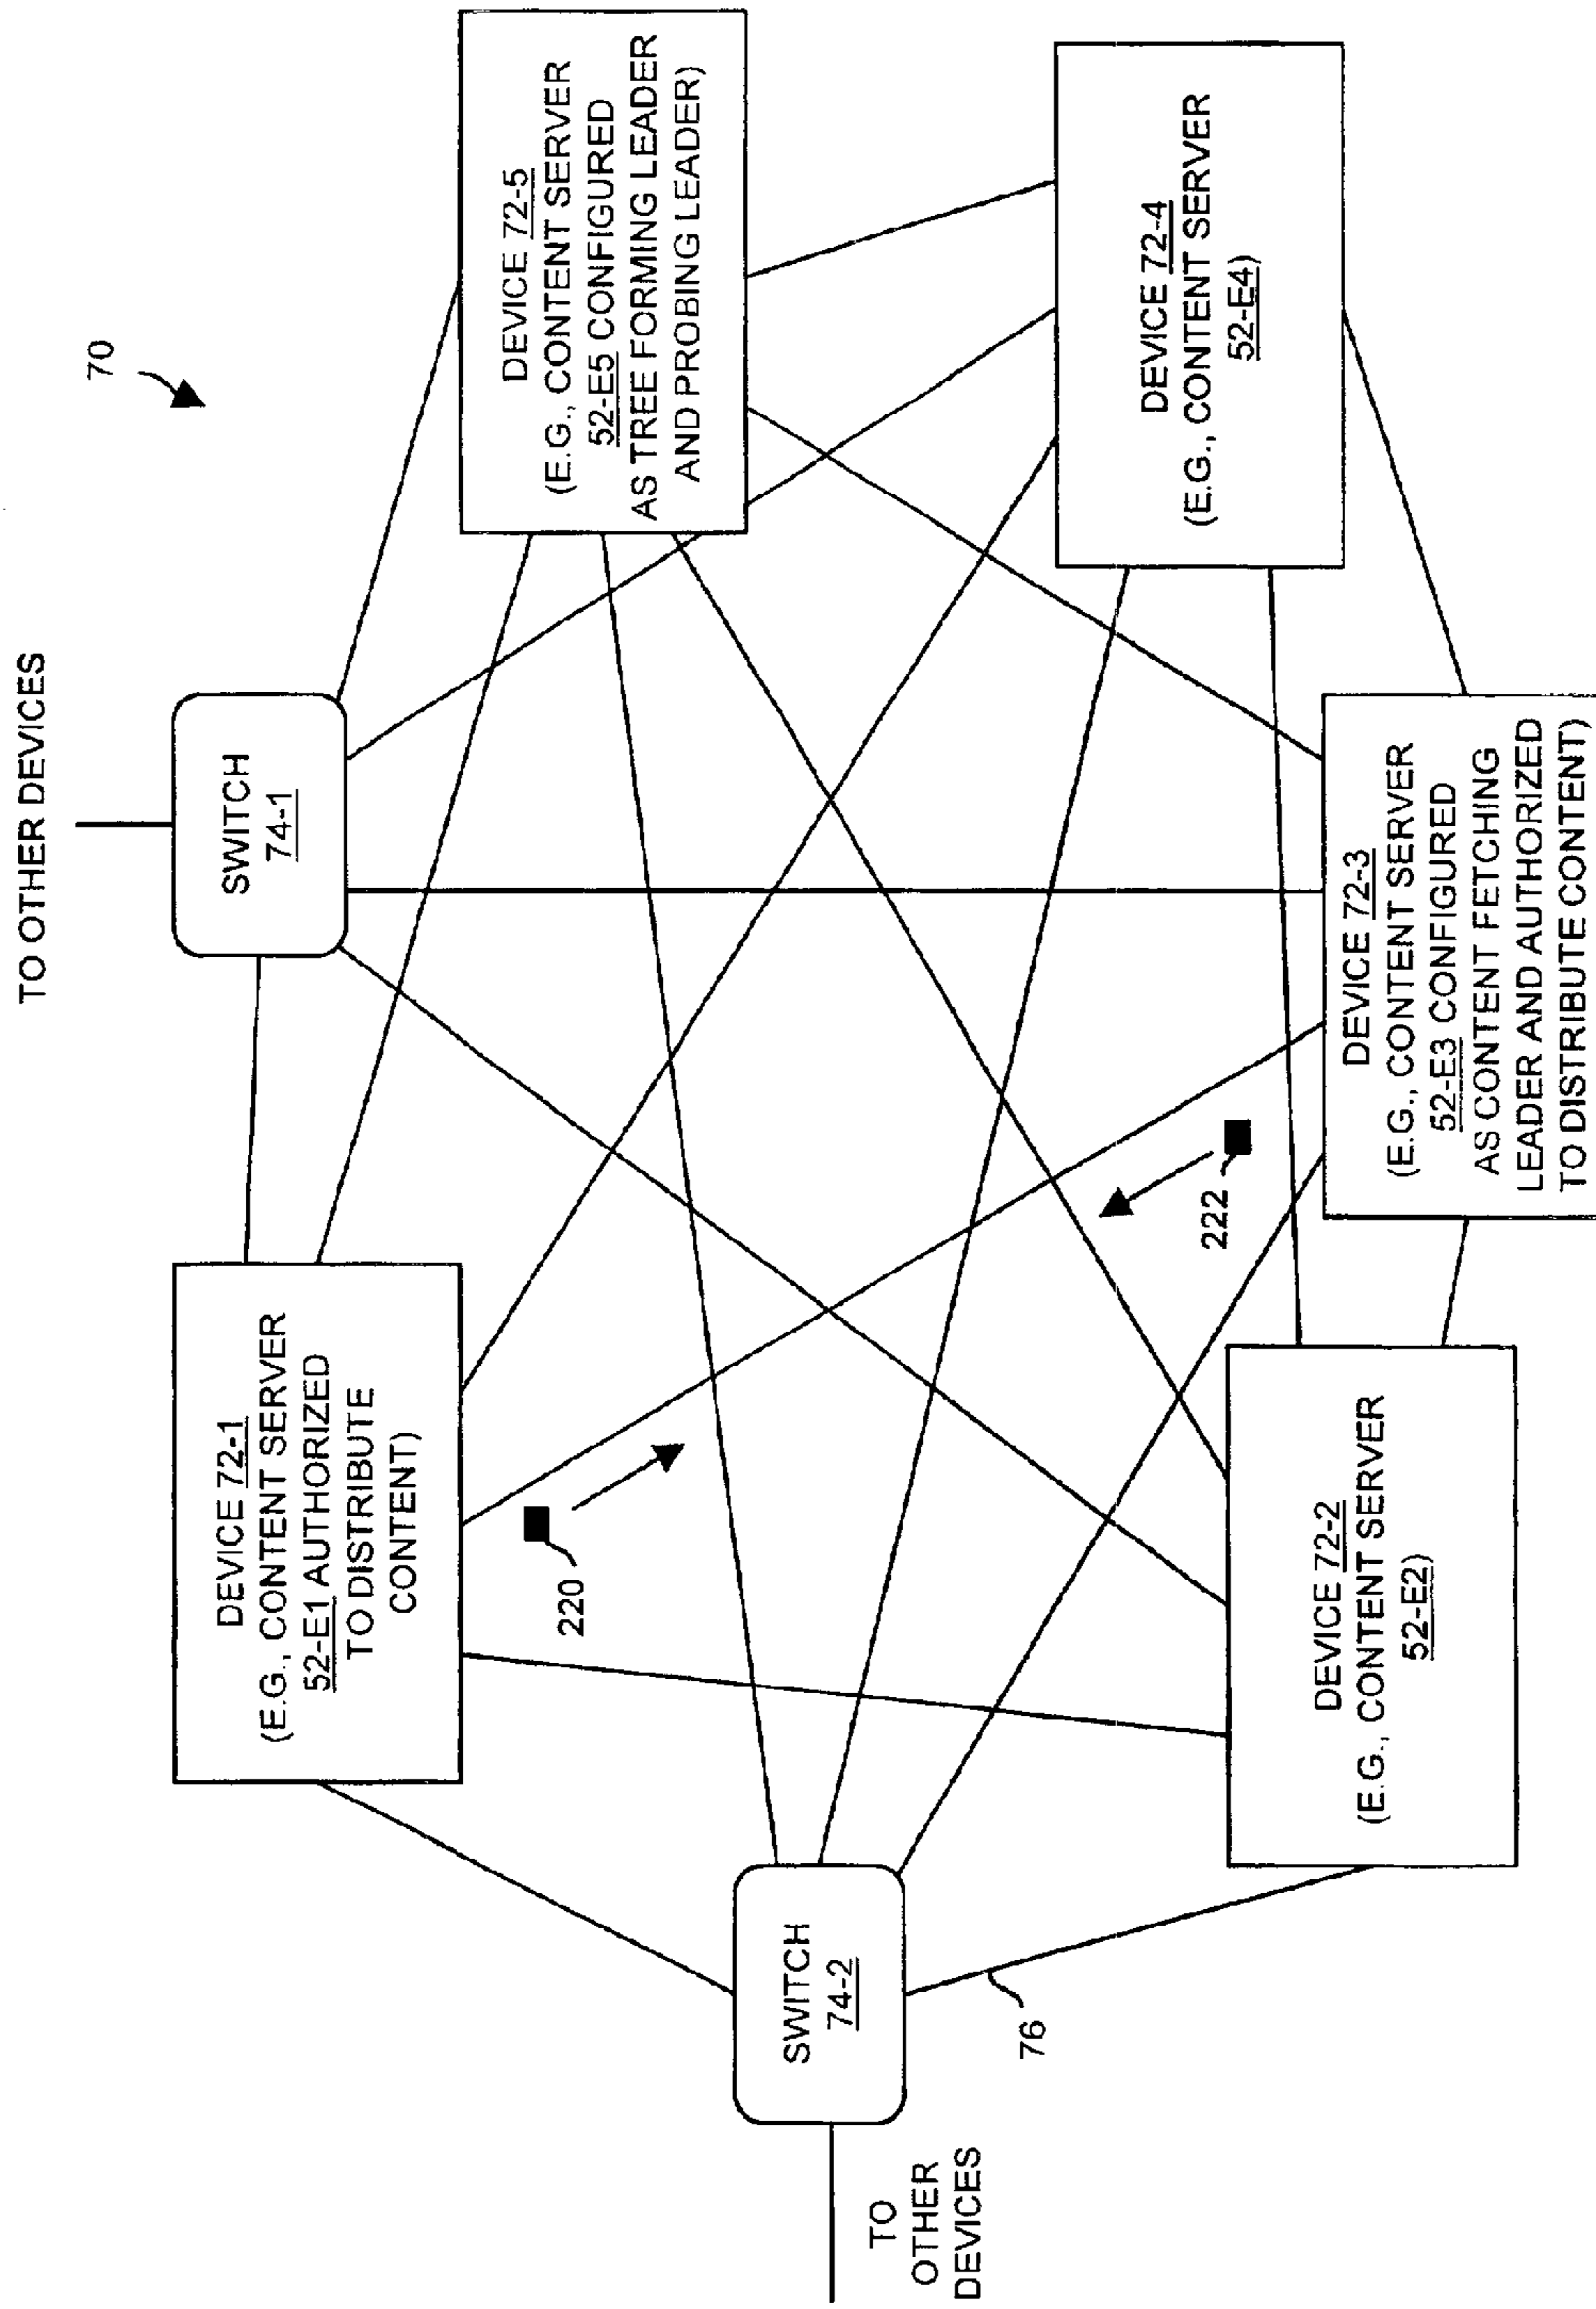 70
TO OTHER DEVICES
SWITCH
74-1
DEVICE 72-1
(E.G., CONTENT SERVER
52-E1 AUTHORIZED
TO DISTRIBUTE
CONTENT)
DEVICE 72-5
(E.G., CONTENT SERVER
52-E5 CONFIGURED
AS TREE FORMING LEADER
AND PROBING LEADER)
220
SWITCH
74-2
TO
OTHER
DEVICES
76
222
DEVICE 72-4
(E.G., CONTENT SERVER
52-E4)
DEVICE 72-2
(E.G., CONTENT SERVER
52-E2)
DEVICE 72-3
(E.G., CONTENT SERVER
52-E3 CONFIGURED
AS CONTENT FETCHING
LEADER AND AUTHORIZED
TO DISTRIBUTE CONTENT)